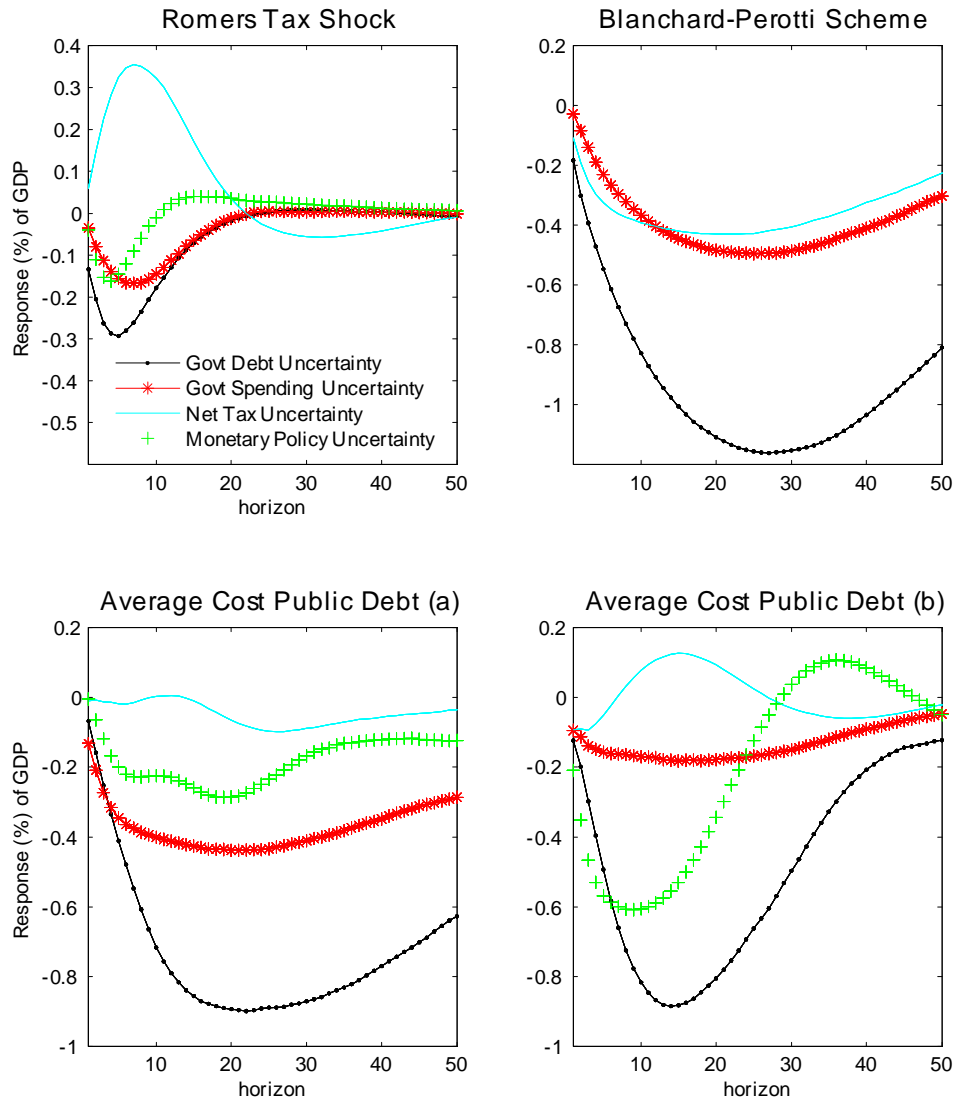 Romers Tax Shock
Blanchard-Perotti Scheme
Response (%) of GDP
0.4
0.3
0.2
0.1
0
-0.1
-0.2
-0.3
-0.4
-0.5
Govt Debt Uncertainty
Govt Spending Uncertainty
Net Tax Uncertainty
Monetary Policy Uncertainty
10 20 30 40 50
horizon
0.2
0
-0.2
-0.4
-0.6
-0.8
-1
10 20 30 40 50
Average Cost Public Debt (a)
Average Cost Public Debt (b)
Response (%) of GDP
0.2
0
-0.2
-0.4
-0.6
-0.8
-1
10 20 30 40 50
horizon
0.2
0
-0.2
-0.4
-0.6
-0.8
-1
10 20 30 40 50
horizon